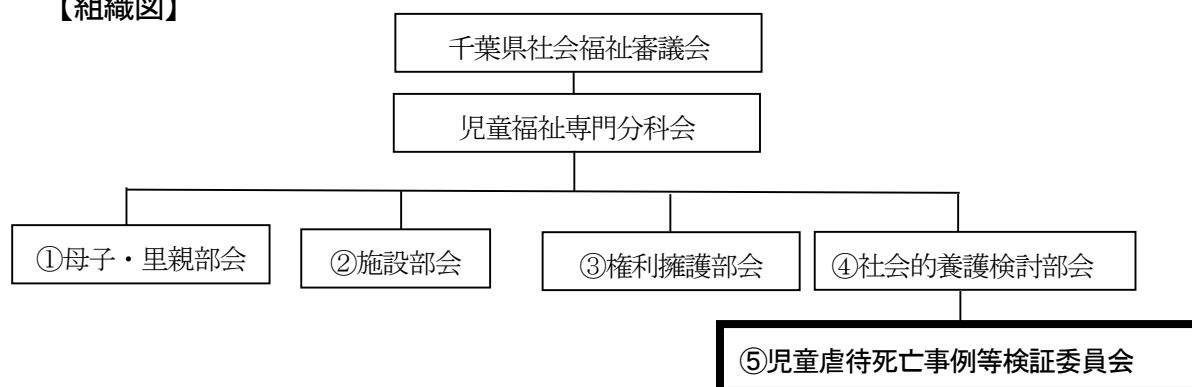 【組織図】
千葉県社会福祉審議会
児童福祉専門分科会
①母子・里親部会
②施設部会
③権利擁護部会
④社会的養護検討部会
⑤児童虐待死亡事例等検証委員会